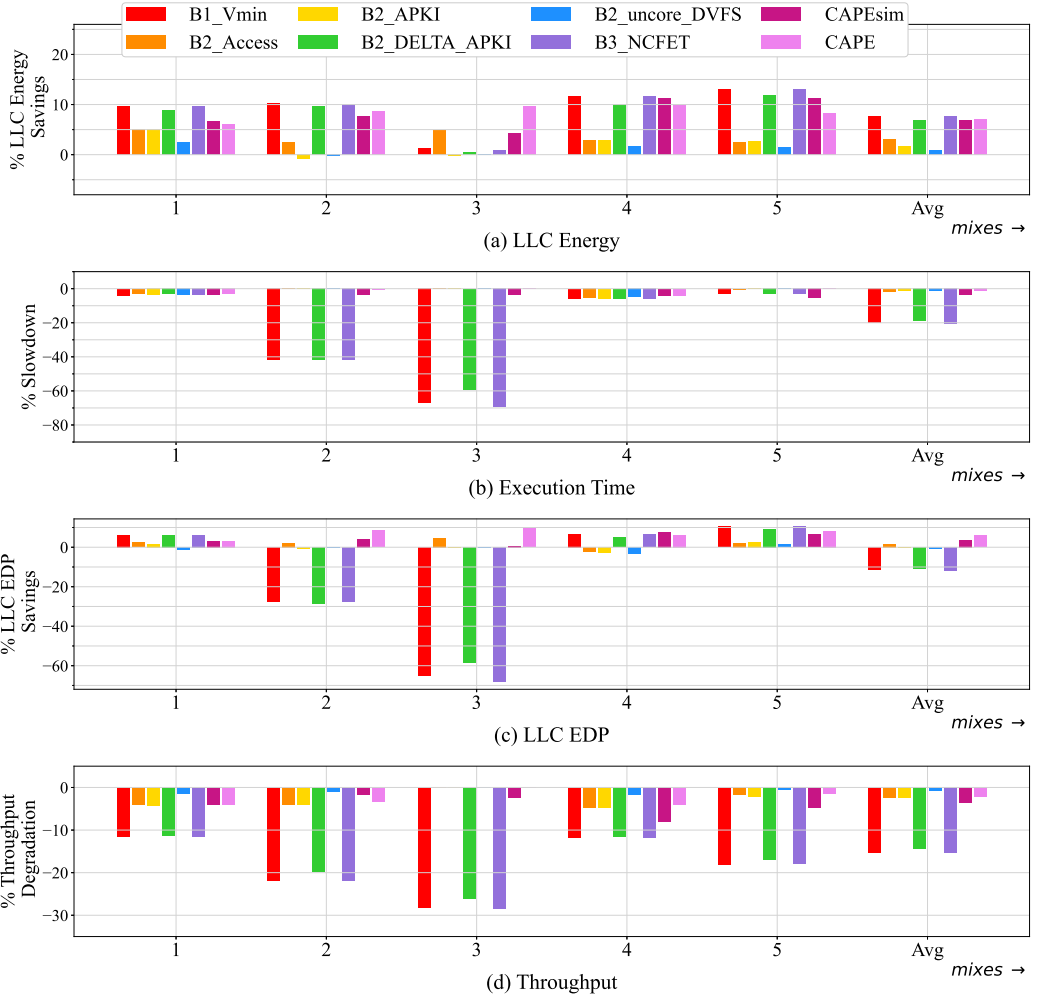 B1_Vmin B2_APKI B2_uncore_DVFS CAPEsim
B2_Access B2_DELTA_APKI B3_NCFET CAPE
% LLC Energy
Savings
20
10
0
1 2 3 4 5 Avg
mixes →
(a) LLC Energy
% Slowdown
0
−20
−40
−60
−80
1 2 3 4 5 Avg
mixes →
(b) Execution Time
% LLC EDP
Savings
0
−20
−40
−60
1 2 3 4 5 Avg
mixes →
(c) LLC EDP
% Throughput
Degradation
0
−10
−20
−30
1 2 3 4 5 Avg
mixes →
(d) Throughput